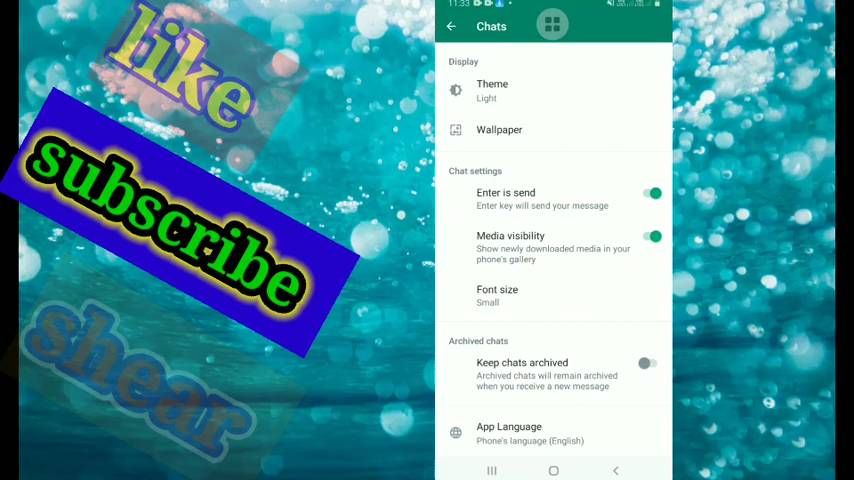 like
subscribe
shear
11:33
Chats
Display
Theme
Light
Wallpaper
Chat settings
Enter is send
Enter key will send your message
Media visibility
Show newly downloaded media in your
phone's gallery
Font size
Small
Archived chats
Keep chats archived
Archived chats will remain archived
when you receive a new message
App Language
Phone's language (English)